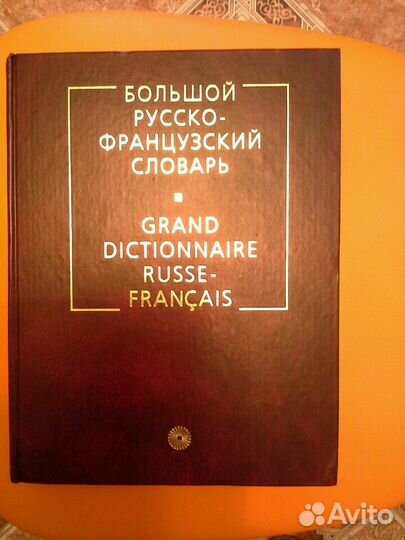 БОЛЬШОЙ
РУССКО-
ФРАНЦУЗСКИЙ
СЛОВАРЬ
GRAND
DICTIONNAIRE
RUSSE-
FRANÇAIS
Avito